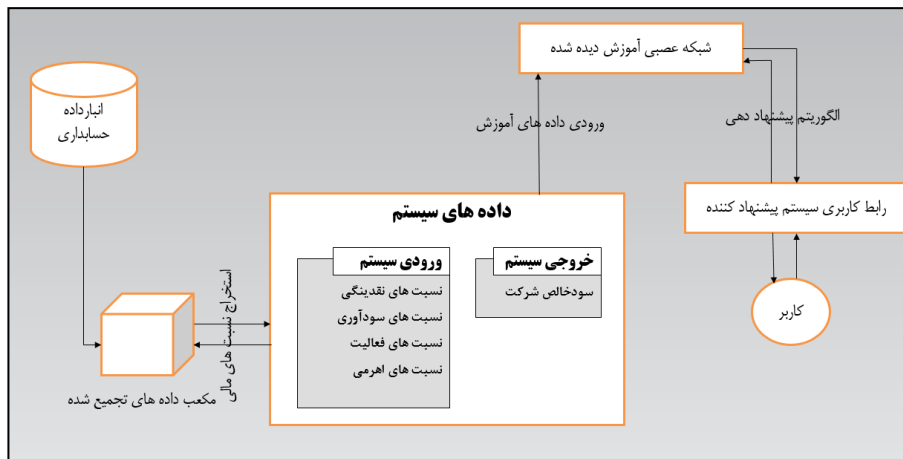 شبکه عصبی آموزش دیده شده
انبارداده
حسابداری
ورودی داده های آموزش
الگوریتم پیشنهاد دهی
رابط کاربری سیستم پیشنهاد کننده
داده های سیستم
خروجی سیستم
سودخالص شرکت
ورودی سیستم
نسبت های نقدینگی
نسبت های سودآوری
نسبت های فعالیت
نسبت های اهرمی
استخراج نسبت های مالی
کاربر
مکعب داده های تجمیع شده